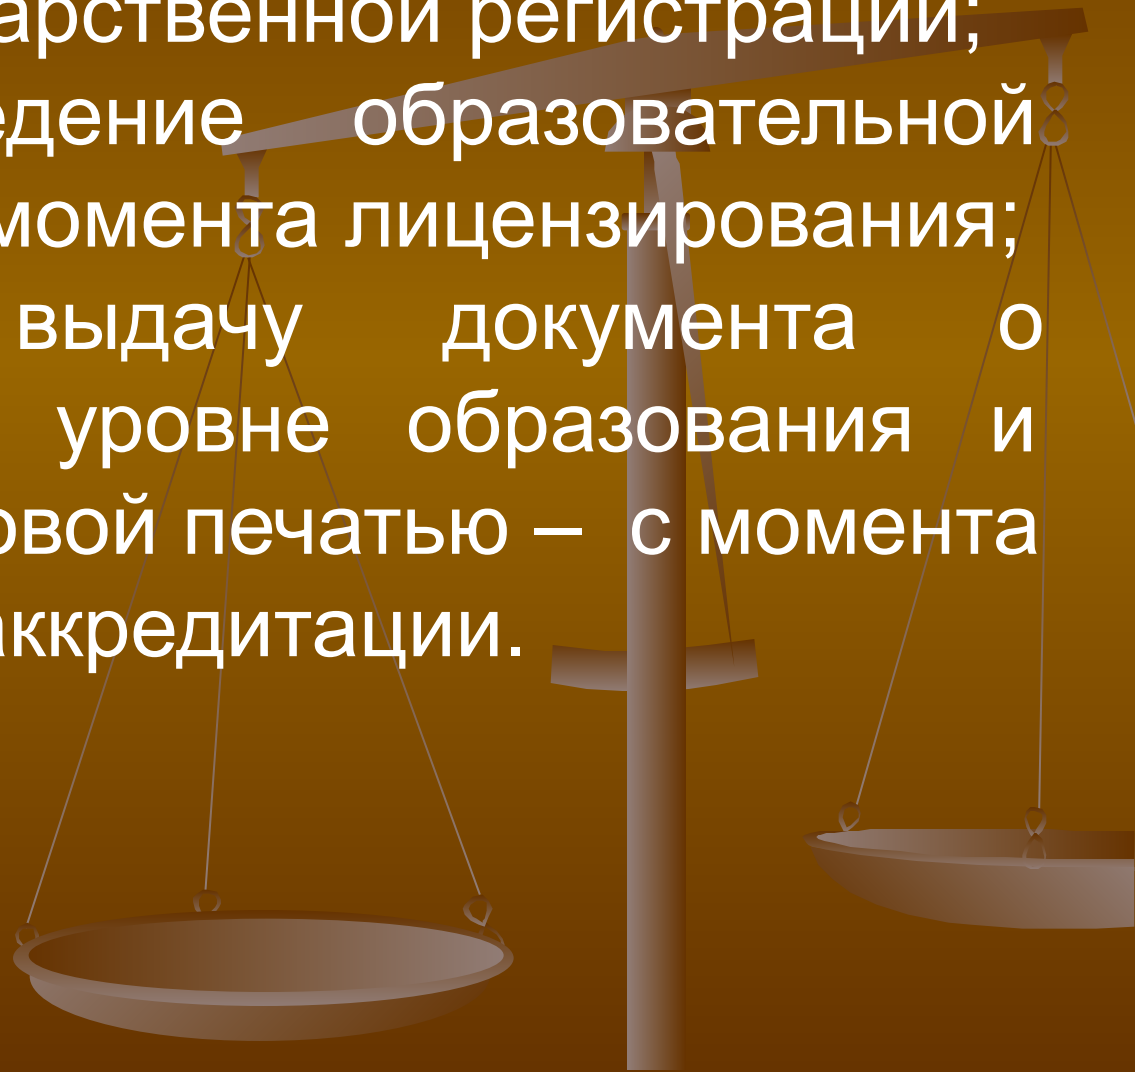 арственной регистрации;
едение образовательной
момента лицензирования;
выдачу документа о
уровне образования и
овой печатью – с момента
аккредитации.